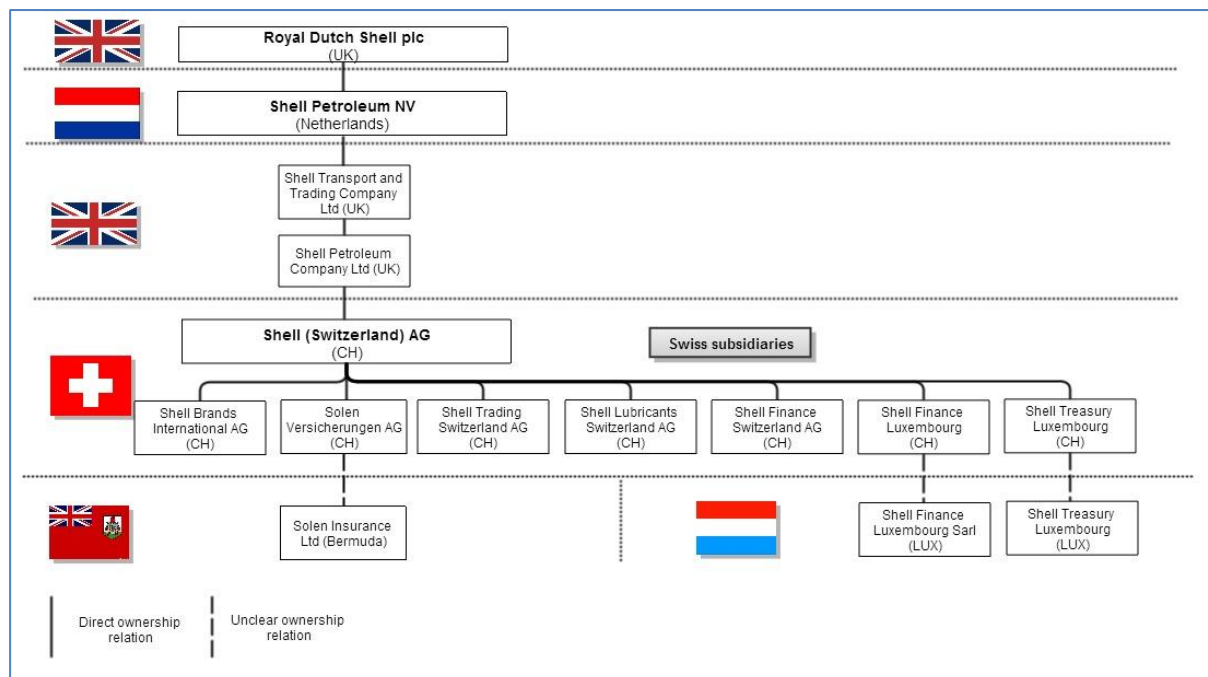 Royal Dutch Shell plc
(UK)
Shell Petroleum NV
(Netherlands)
Shell Transport and
Trading Company
Ltd (UK)
Shell Petroleum
Company Ltd (UK)
Shell (Switzerland) AG
(CH)
Swiss subsidiaries
Shell Brands
International AG
(CH)
Solen
Versicherungen AG
(CH)
Shell Trading
Switzerland AG
(CH)
Shell Lubricants
Switzerland AG
(CH)
Shell Finance
Switzerland AG
(CH)
Shell Finance
Luxembourg
(CH)
Shell Treasury
Luxembourg
(CH)
Solen Insurance
Ltd (Bermuda)
Shell Finance
Luxembourg Sarl
(LUX)
Shell Treasury
Luxembourg
(LUX)
Direct ownership
relation
Unclear ownership
relation